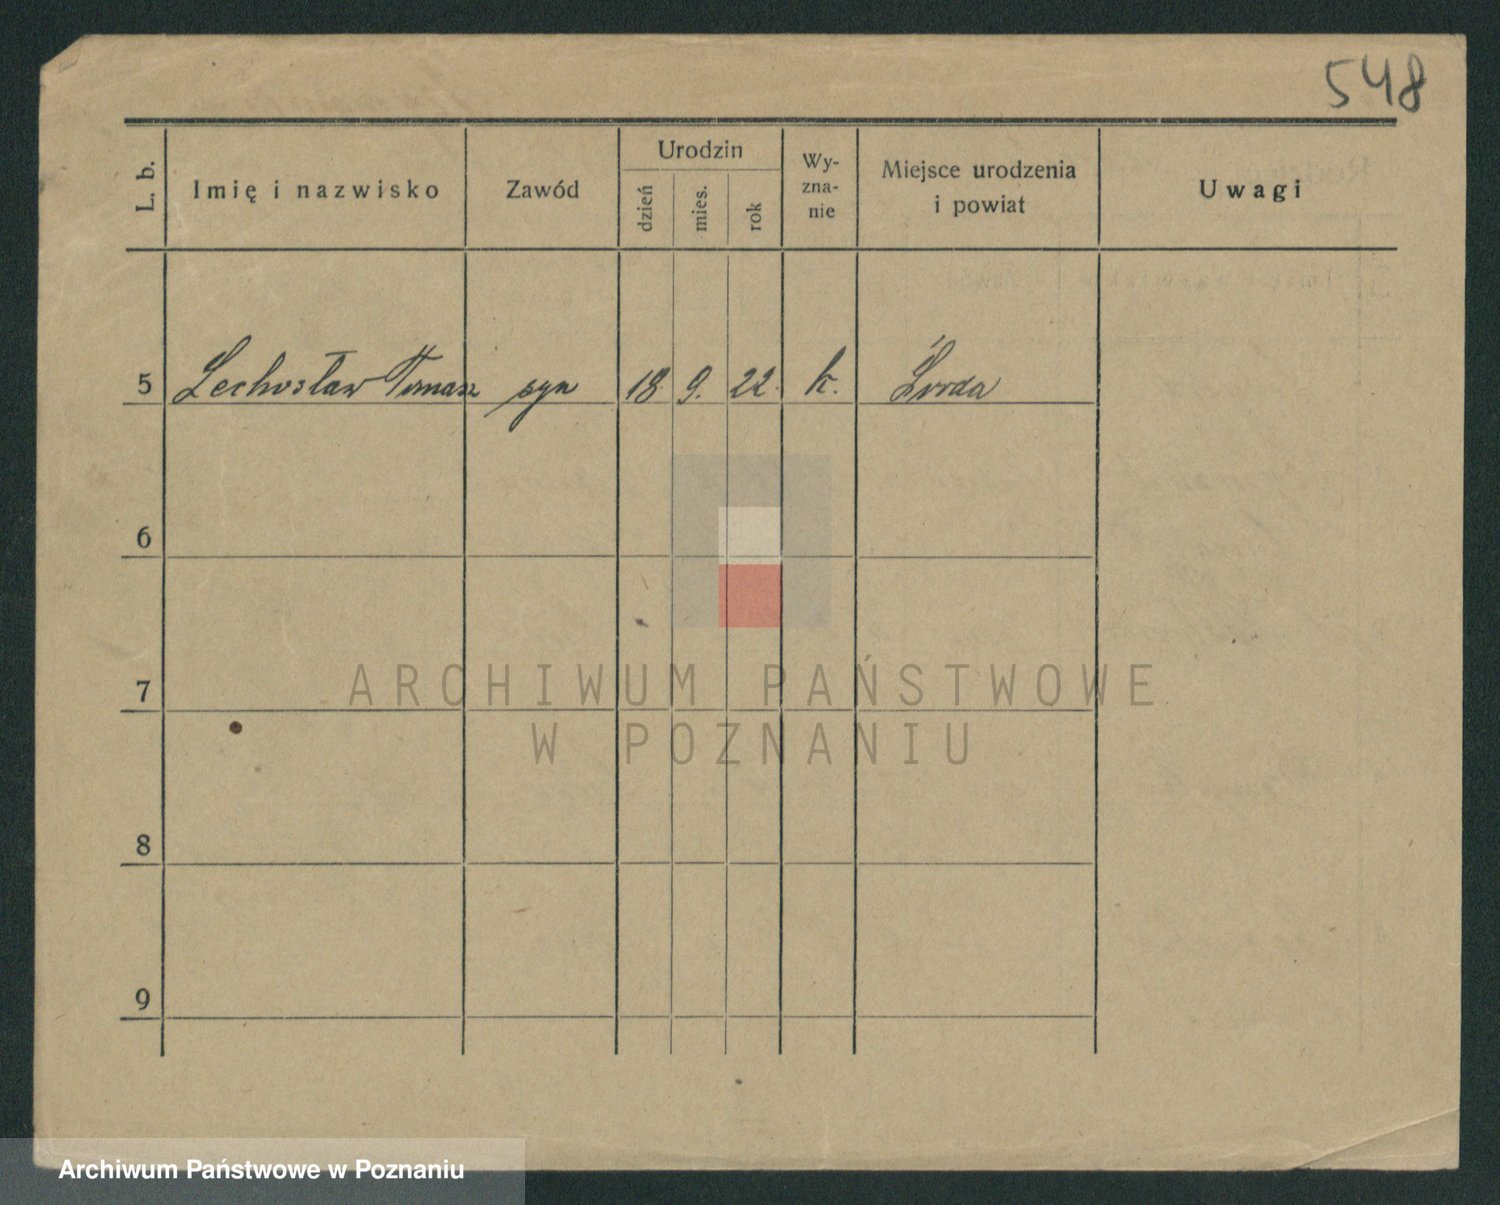 548
L. b.
Imię i nazwisko
Zawód
Urodzin
dzień
mies.
rok
Wy-
zna-
nie
Miejsce urodzenia
i powiat
Uwagi
5 Lechosław Tomasz syn 18. 9. 22. k.
6
7
8
9
ARCHIWUM PAŃSTWOWE
W POZNANIU
Archiwum Państwowe w Poznaniu